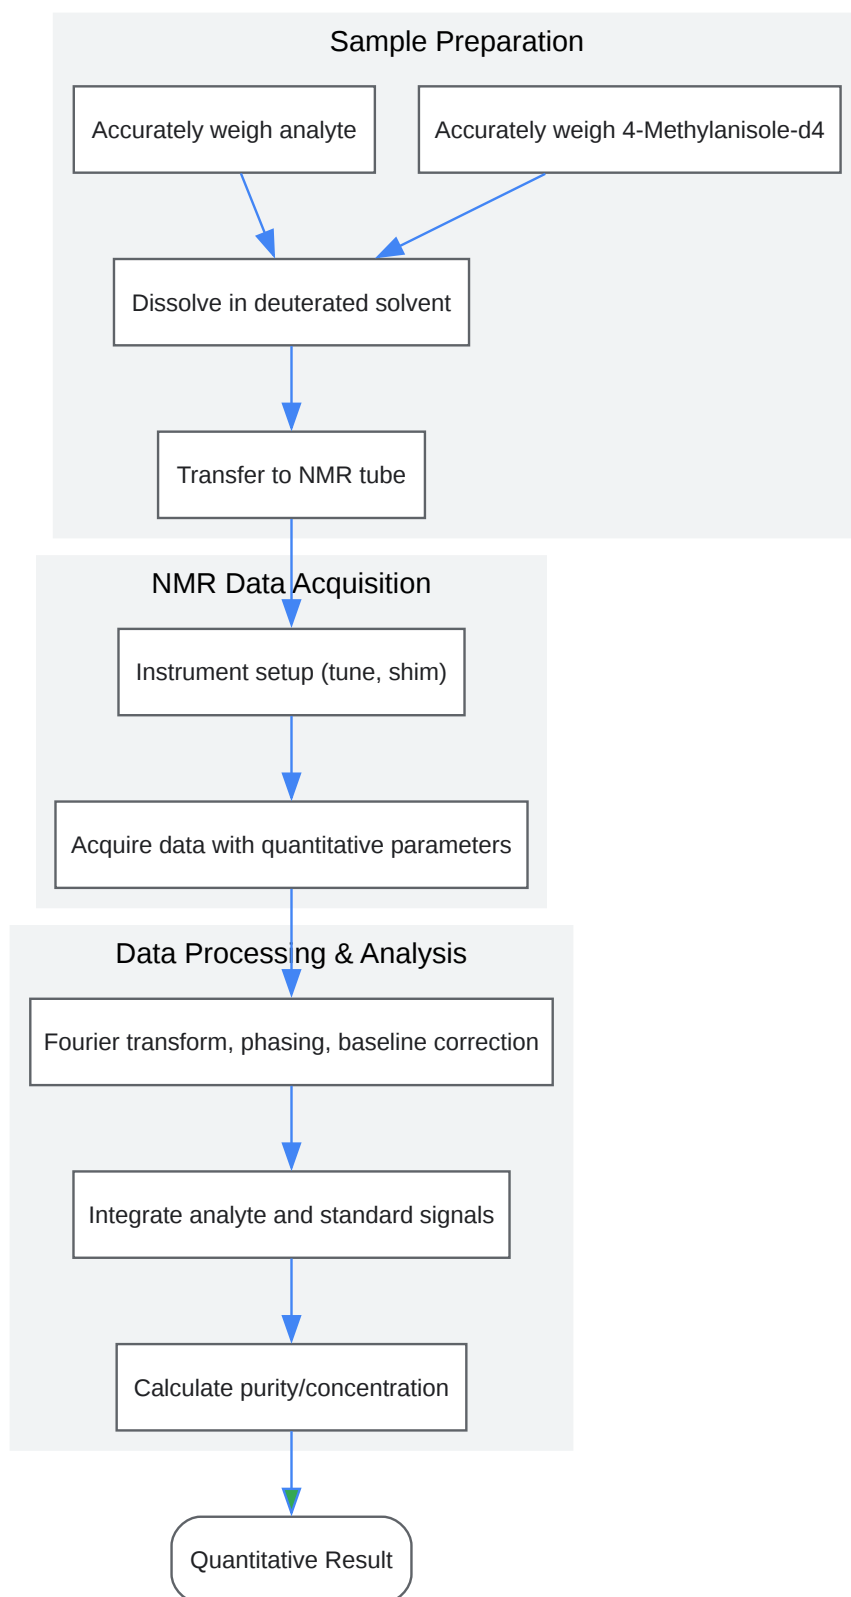 Sample Preparation
Accurately weigh analyte
Accurately weigh 4-Methylanisole-d4
Dissolve in deuterated solvent
Transfer to NMR tube
NMR Data Acquisition
Instrument setup (tune, shim)
Acquire data with quantitative parameters
Data Processing & Analysis
Fourier transform, phasing, baseline correction
Integrate analyte and standard signals
Calculate purity/concentration
Quantitative Result